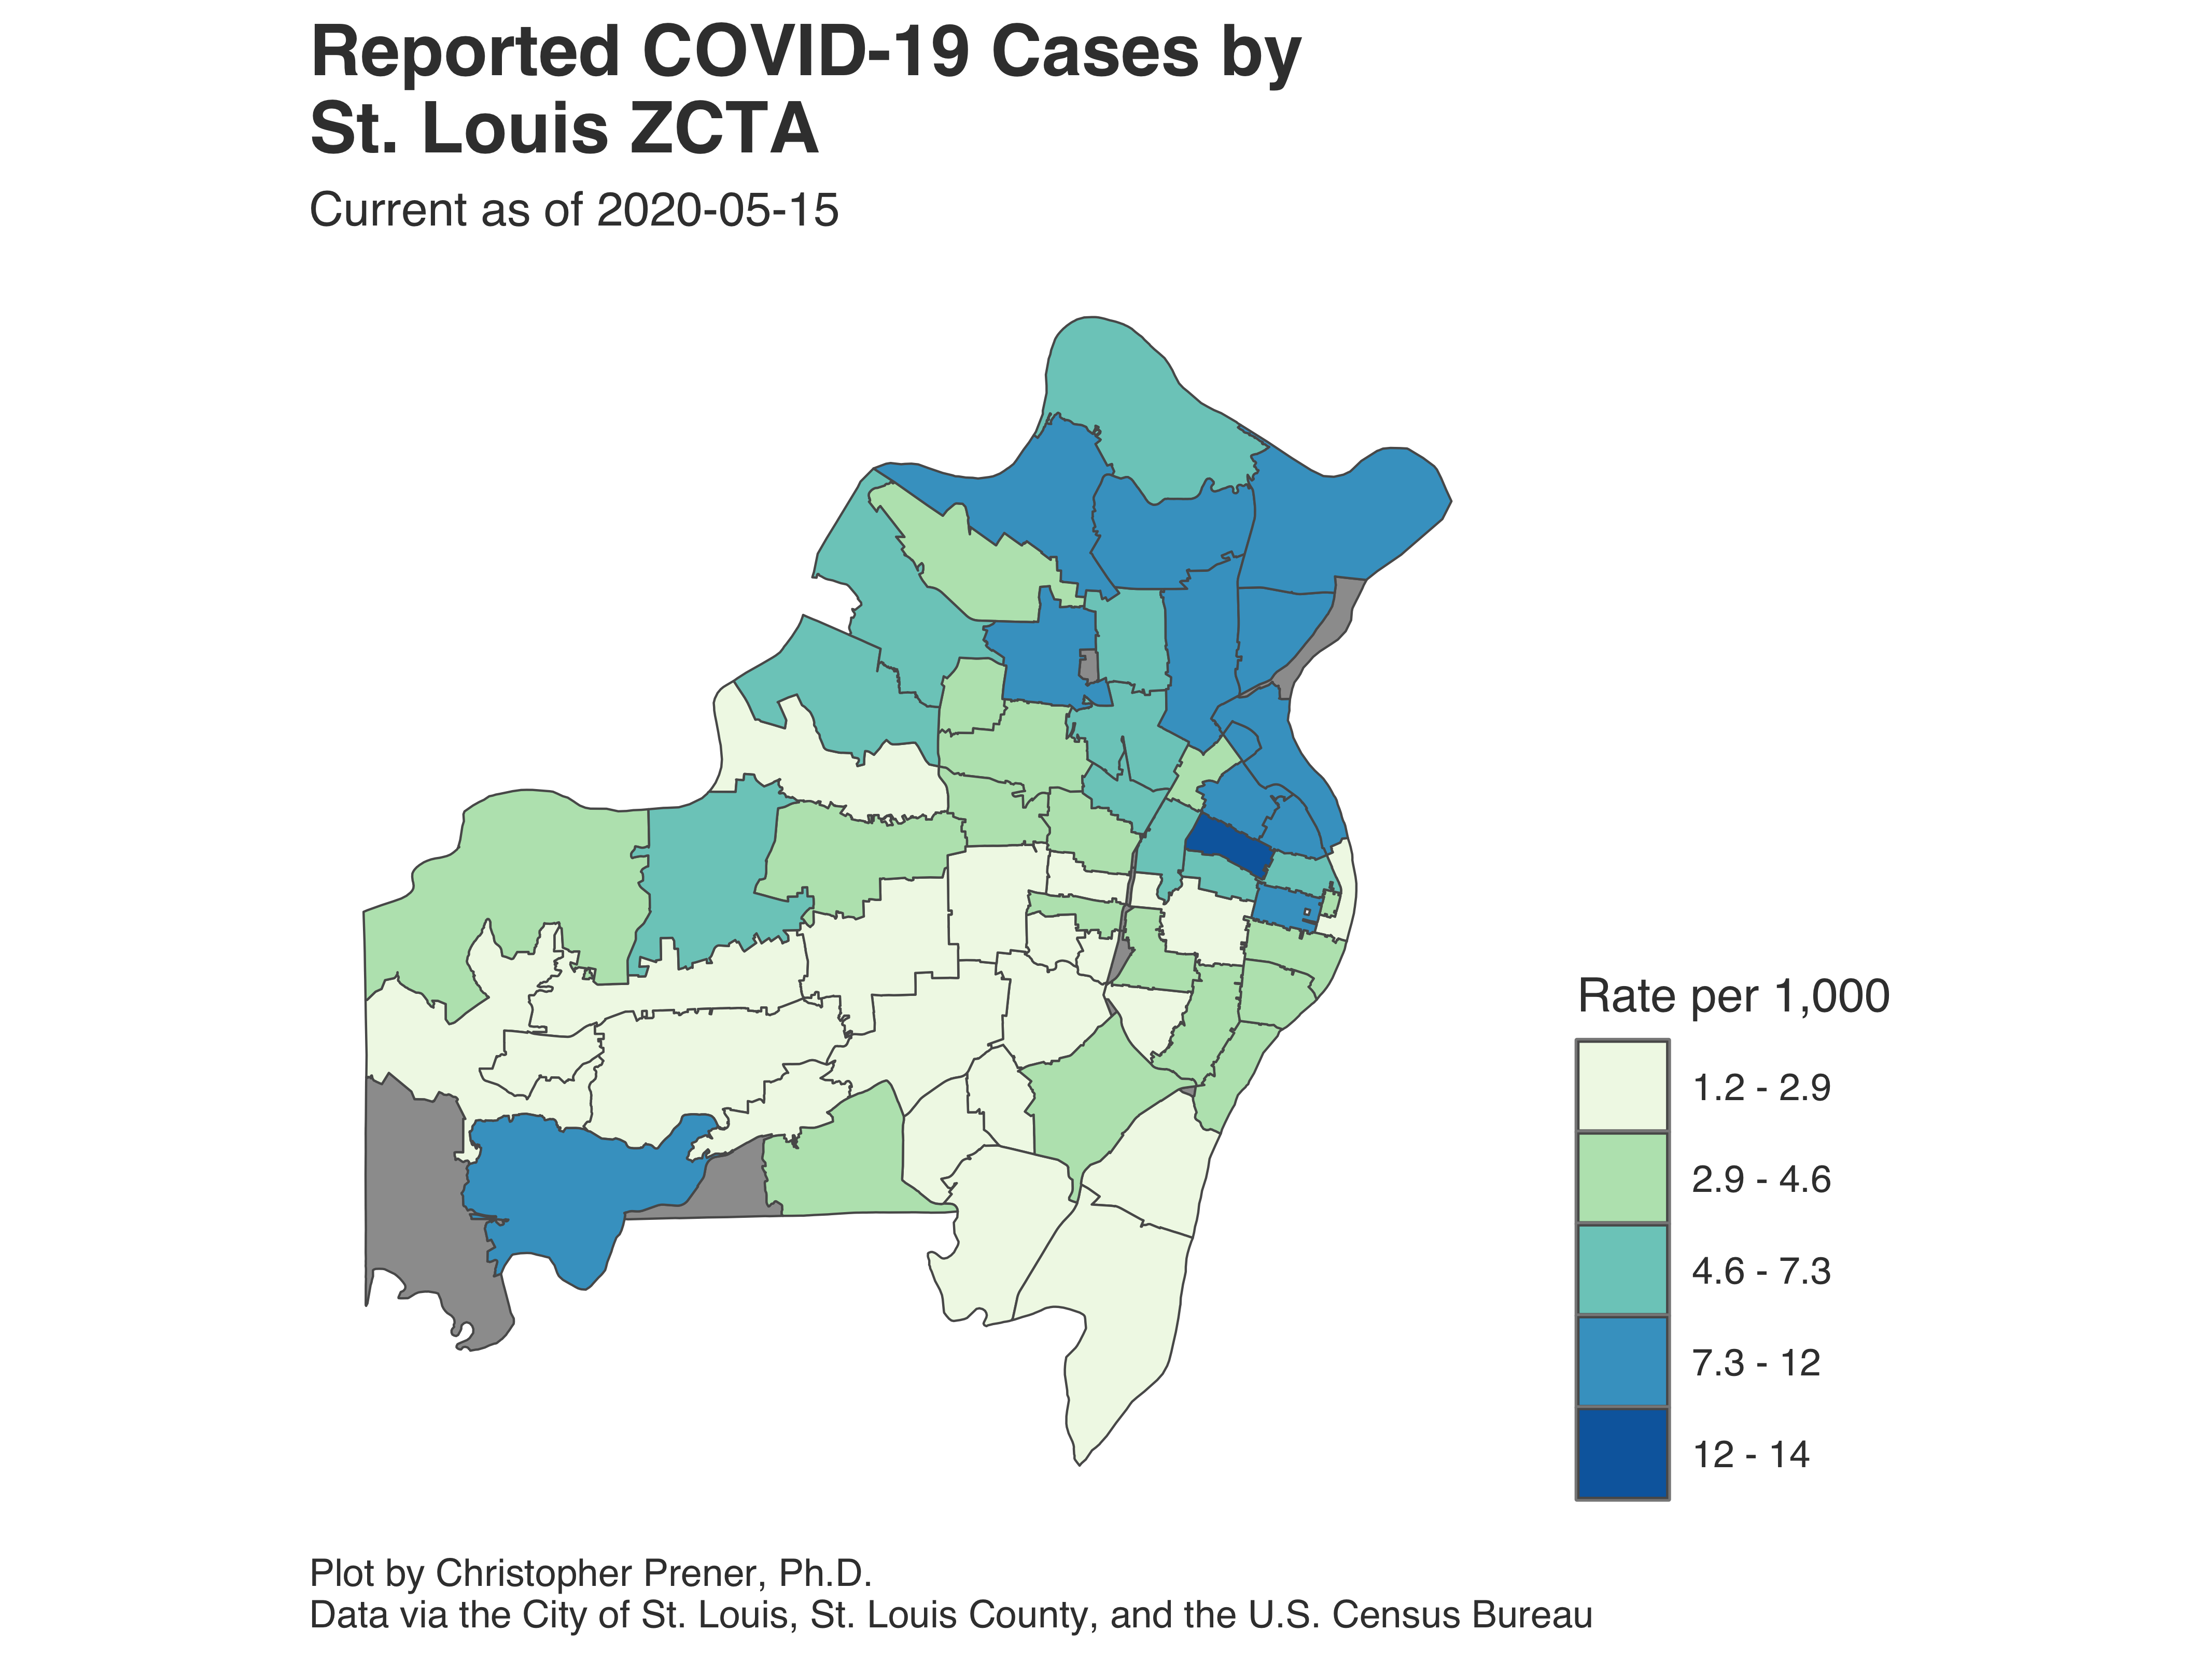 Reported COVID-19 Cases by
St. Louis ZCTA
Current as of 2020-05-15
Rate per 1,000
1.2 - 2.9
2.9 - 4.6
4.6 - 7.3
7.3 - 12
12 - 14
Plot by Christopher Prener, Ph.D.
Data via the City of St. Louis, St. Louis County, and the U.S. Census Bureau